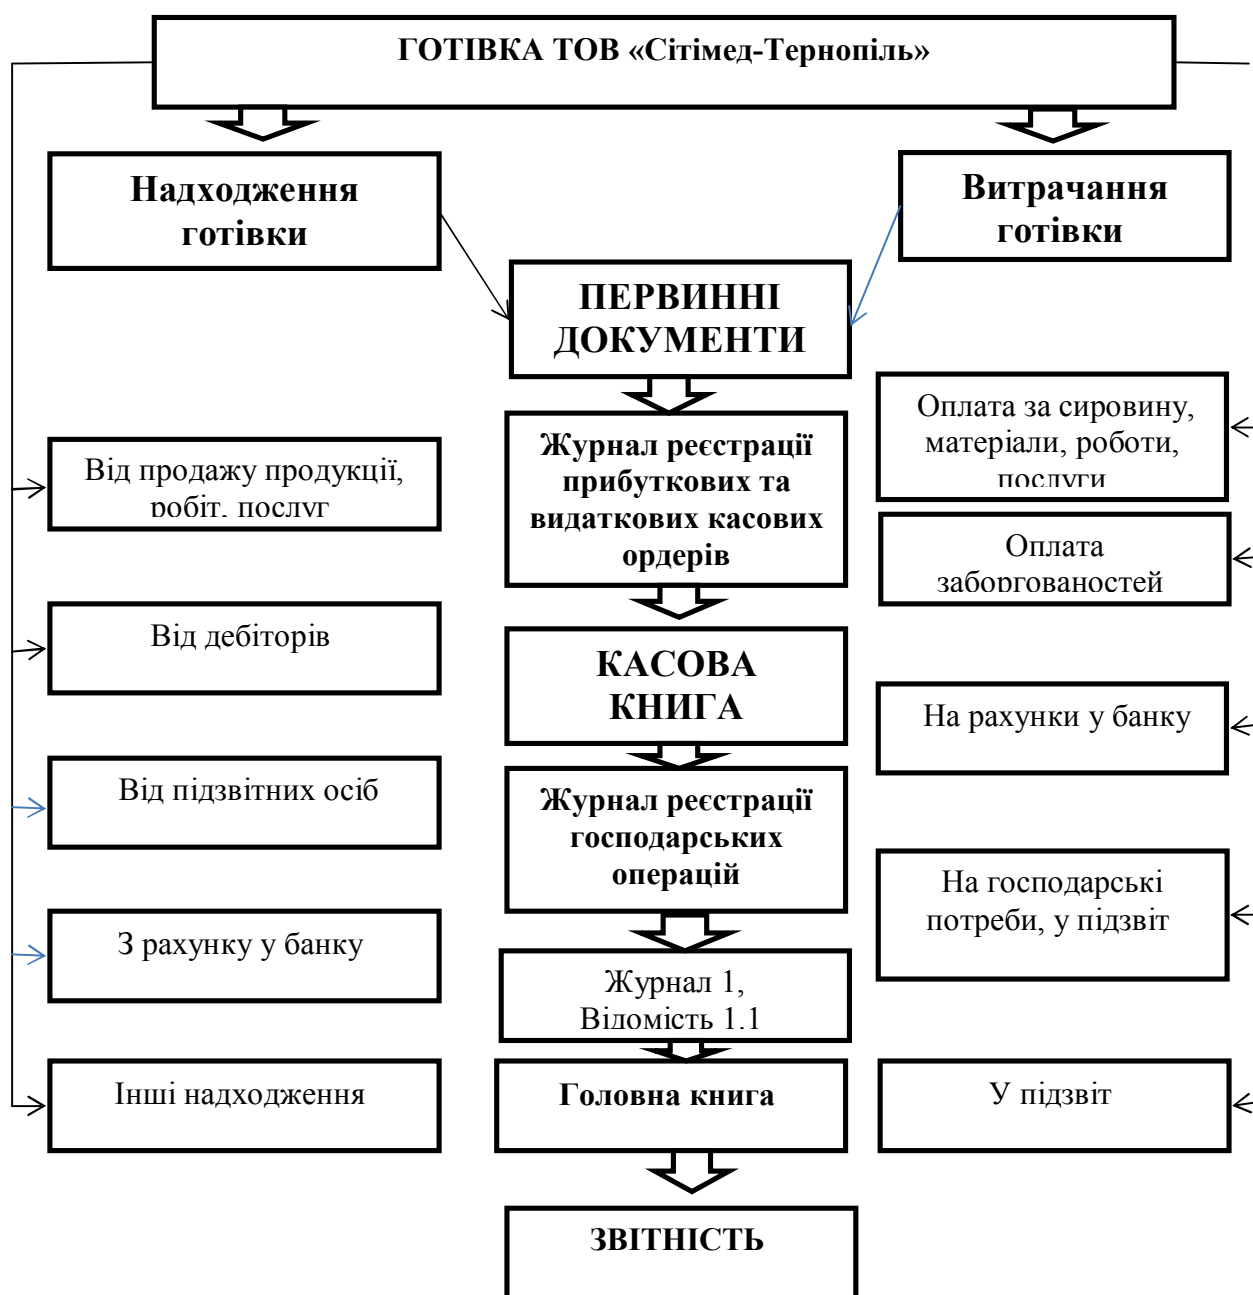 ГОТІВКА ТОВ «Сітімед-Тернопіль»
Надходження
готівки
Витрачання
готівки
ПЕРВИННІ
ДОКУМЕНТИ
Журнал реєстрації
прибуткових та
видаткових касових
ордерів
КАСОВА
КНИГА
Журнал реєстрації
господарських
операцій
Журнал 1,
Відомість 1.1
Головна книга
ЗВІТНІСТЬ
Від продажу продукції,
робіт, послуг
Від дебіторів
Від підзвітних осіб
З рахунку у банку
Інші надходження
Оплата за сировину,
матеріали, роботи,
послуги
Оплата
заборгованостей
На рахунки у банку
На господарські
потреби, у підзвіт
У підзвіт